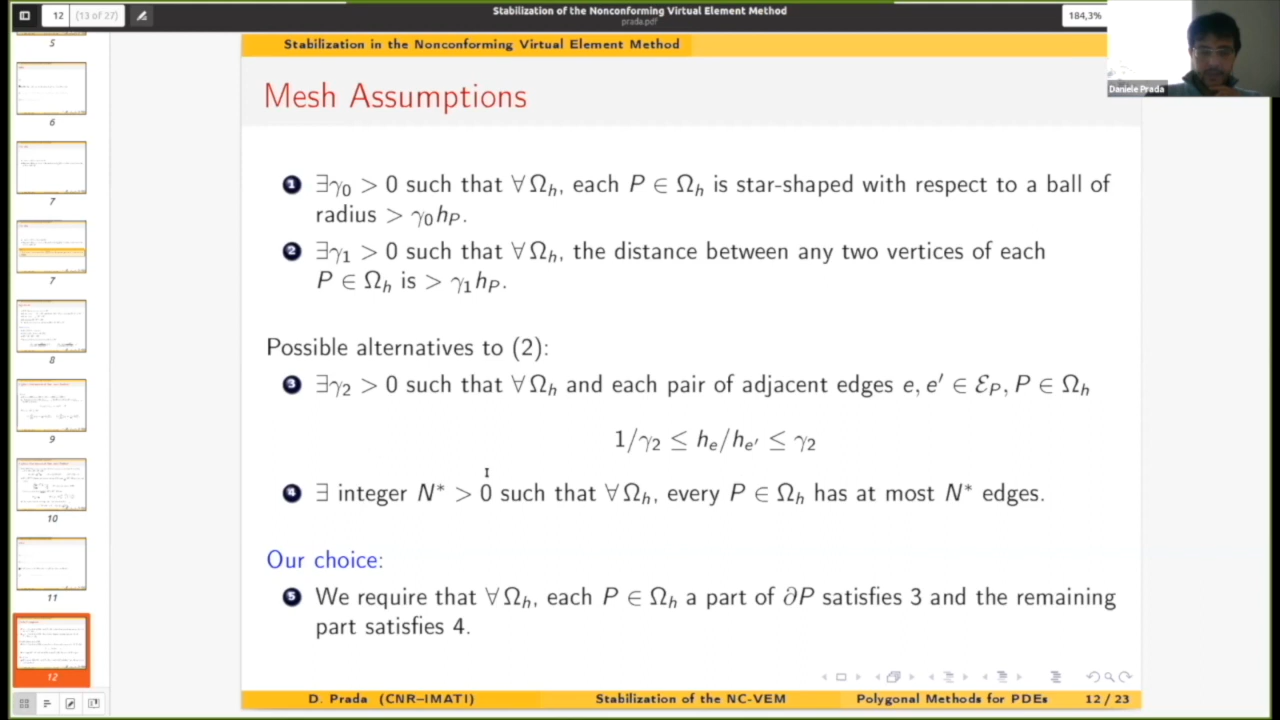 12 (13 of 27)
Stabilization of the Nonconforming Virtual Element Method
prada.pdf
184,3%
Daniele Prada
5
6
7
7
8
9
10
11
12
Stabilization in the Nonconforming Virtual Element Method
Mesh Assumptions
1 ∃γ₀ > 0 such that ∀ Ωₕ, each P ∈ Ωₕ is star-shaped with respect to a ball of
radius > γ₀h_P.
2 ∃γ₁ > 0 such that ∀ Ωₕ, the distance between any two vertices of each
P ∈ Ωₕ is > γ₁h_P.
Possible alternatives to (2):
3 ∃γ₂ > 0 such that ∀ Ωₕ and each pair of adjacent edges e, e′ ∈ ℰ_P, P ∈ Ωₕ
1/γ₂ ≤ hₑ/hₑ′ ≤ γ₂
4 ∃ integer N* > 0 such that ∀ Ωₕ, every P ∈ Ωₕ has at most N* edges.
Our choice:
5 We require that ∀ Ωₕ, each P ∈ Ωₕ a part of ∂P satisfies 3 and the remaining
part satisfies 4.
D. Prada (CNR–IMATI) Stabilization of the NC-VEM Polygonal Methods for PDEs 12 / 23